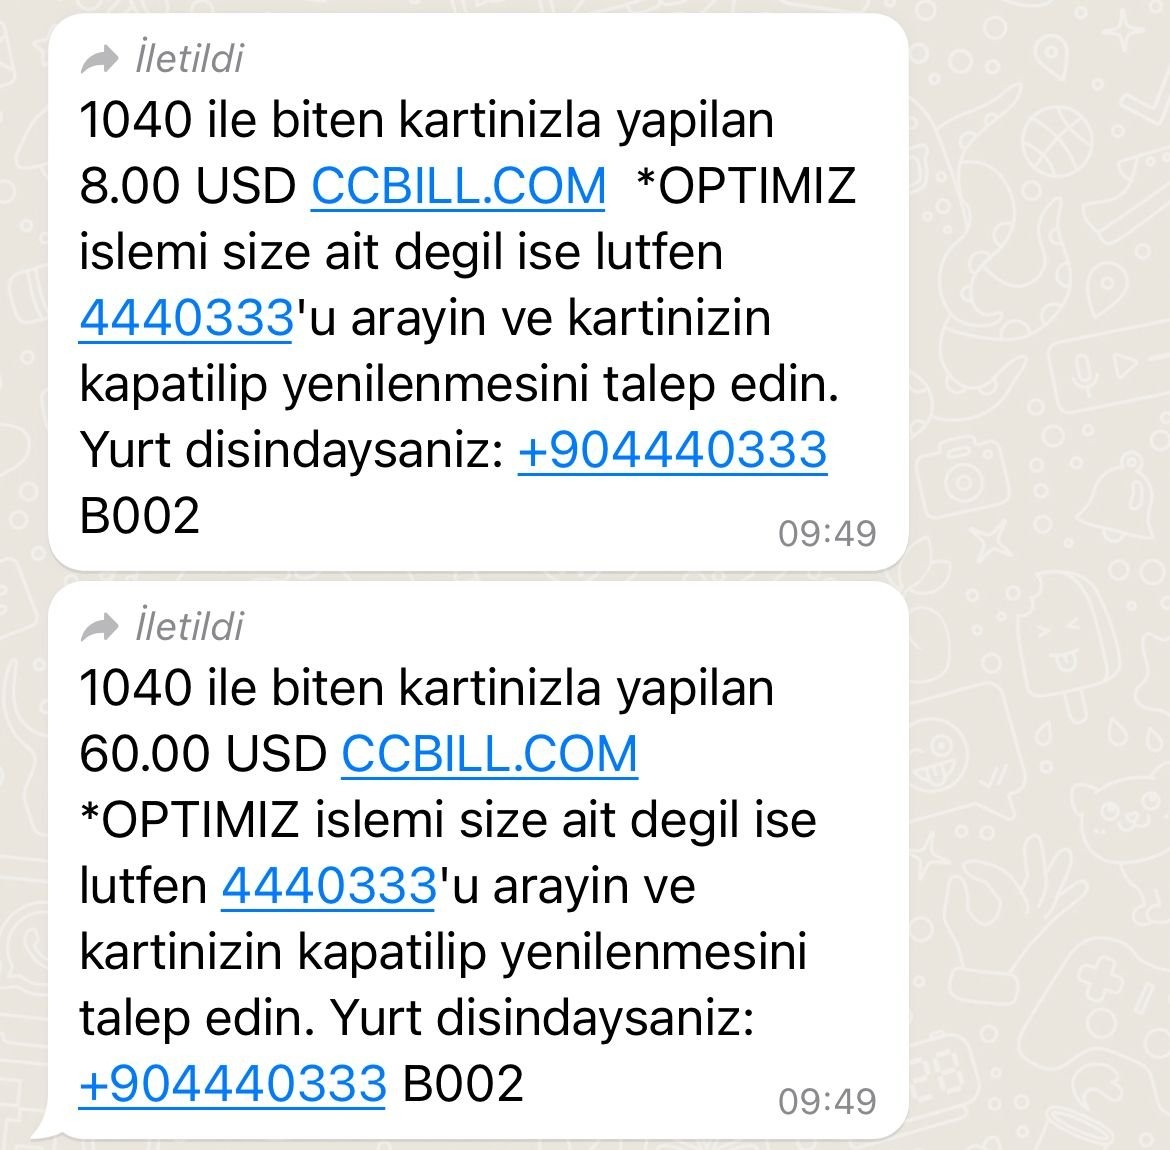 İletildi
1040 ile biten kartinizla yapilan
8.00 USD CCBILL.COM  *OPTIMIZ
islemi size ait degil ise lutfen
4440333'u arayin ve kartinizin
kapatilip yenilenmesini talep edin.
Yurt disindaysaniz: +904440333
B002
09:49
İletildi
1040 ile biten kartinizla yapilan
60.00 USD CCBILL.COM
*OPTIMIZ islemi size ait degil ise
lutfen 4440333'u arayin ve
kartinizin kapatilip yenilenmesini
talep edin. Yurt disindaysaniz:
+904440333 B002
09:49